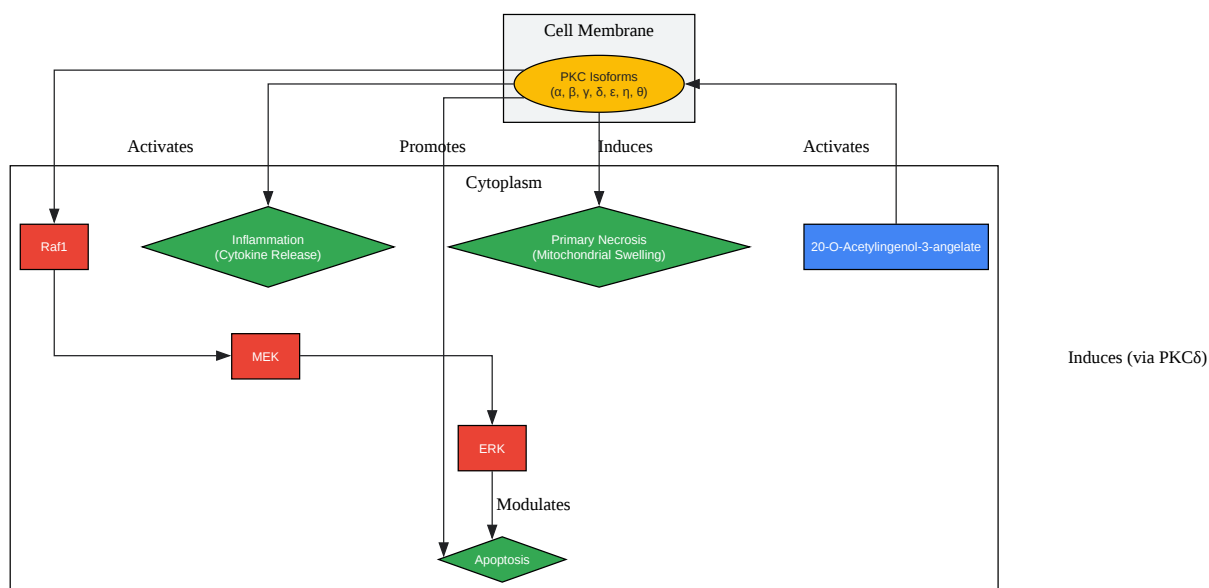 Cell Membrane
PKC Isoforms
(α, β, γ, δ, ε, η, θ)
Activates
Promotes
Induces
Activates
Cytoplasm
Raf1
Inflammation
(Cytokine Release)
Primary Necrosis
(Mitochondrial Swelling)
20-O-Acetylingenol-3-angelate
MEK
Induces (via PKCδ)
ERK
Modulates
Apoptosis